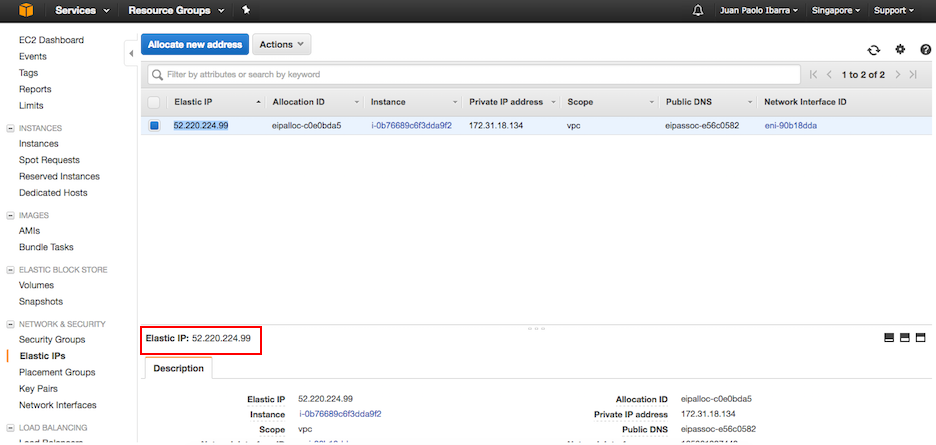 Services Resource Groups Juan Paolo Ibarra Singapore Support
EC2 Dashboard
Events
Tags
Reports
Limits
INSTANCES
Instances
Spot Requests
Reserved Instances
Dedicated Hosts
IMAGES
AMIs
Bundle Tasks
ELASTIC BLOCK STORE
Volumes
Snapshots
NETWORK & SECURITY
Security Groups
Elastic IPs
Placement Groups
Key Pairs
Network Interfaces
LOAD BALANCING
Load Balancers
Allocate new address Actions
Filter by attributes or search by keyword 1 to 2 of 2
Elastic IP Allocation ID Instance Private IP address Scope Public DNS Network Interface ID
52.220.224.99 eipalloc-c0e0bda5 i-0b76689c6f3dda9f2 172.31.18.134 vpc eipassoc-e56c0582 eni-90b18dda
Elastic IP: 52.220.224.99
Description
Elastic IP 52.220.224.99 Allocation ID eipalloc-c0e0bda5
Instance i-0b76689c6f3dda9f2 Private IP address 172.31.18.134
Scope vpc Public DNS eipassoc-e56c0582